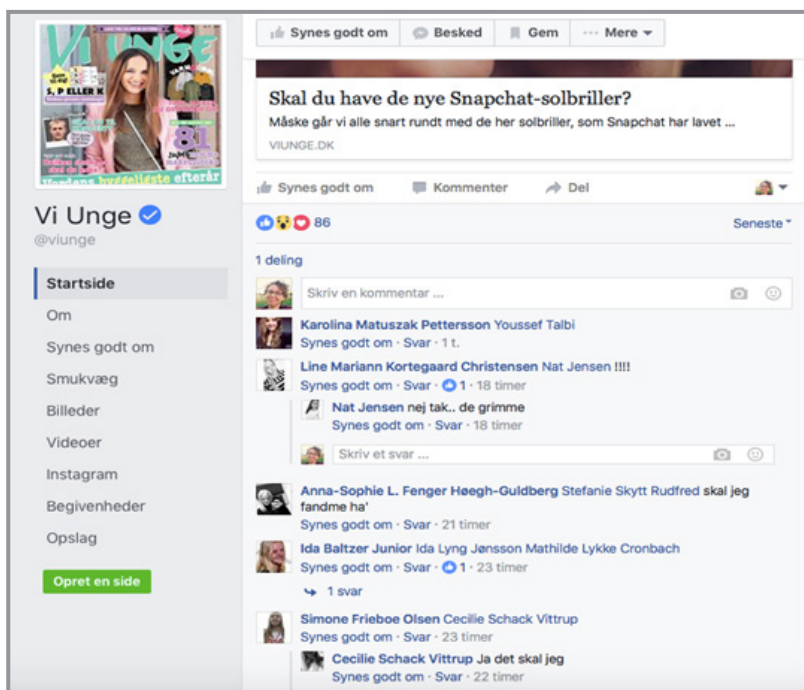 Vi UNGE
S, P ELLER K
81
Verdens hyggeligste efterår
Vi Unge
@viunge
Startside
Om
Synes godt om
Smukvæg
Billeder
Videoer
Instagram
Begivenheder
Opslag
Opret en side
Synes godt om Besked Gem ··· Mere
Skal du have de nye Snapchat-solbriller?
Måske går vi alle snart rundt med de her solbriller, som Snapchat har lavet ...
VIUNGE.DK
Synes godt om Kommenter Del
86 Seneste
1 deling
Skriv en kommentar ...
Karolina Matuszak Pettersson Youssef Talbi
Synes godt om · Svar · 1 t.
Line Mariann Kortegaard Christensen Nat Jensen !!!!
Synes godt om · Svar · 1 · 18 timer
Nat Jensen nej tak.. de grimme
Synes godt om · Svar · 18 timer
Skriv et svar ...
Anna-Sophie L. Fenger Høegh-Guldberg Stefanie Skytt Rudfred skal jeg
fandme ha'
Synes godt om · Svar · 21 timer
Ida Baltzer Junior Ida Lyng Jønsson Mathilde Lykke Cronbach
Synes godt om · Svar · 1 · 23 timer
1 svar
Simone Frieboe Olsen Cecilie Schack Vittrup
Synes godt om · Svar · 23 timer
Cecilie Schack Vittrup Ja det skal jeg
Synes godt om · Svar · 22 timer